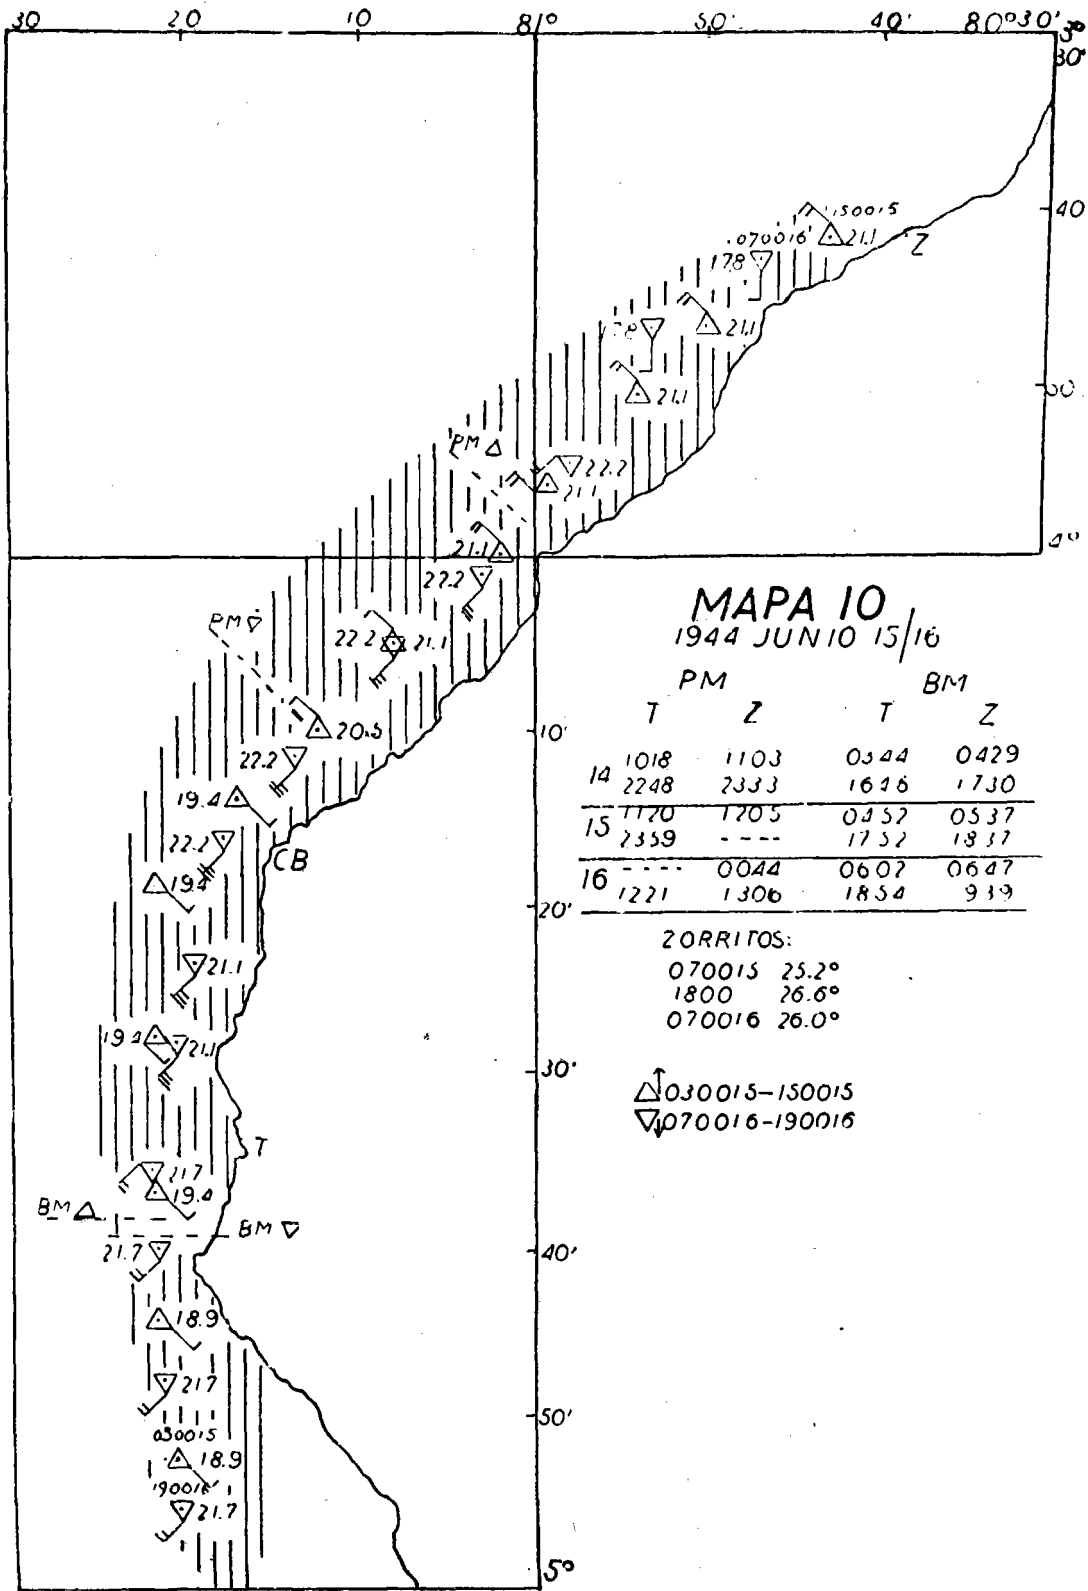 30 20 10 81° 50' 40' 80°30'
3°
30'
40
150015
21.1
Z
070016
17.8
21.1
21.1
PM △
22.2
21.1
4°
21.1
22.2
PM ▽
22.2 21.1
20.5
10'
22.2
19.4
22.2
CB
19.4
20'
21.1
19.4 21.1
30'
T
21.7
19.4
BM △
BM ▽
21.7
40'
18.9
21.7
50'
030015
18.9
190016
21.7
5°
MAPA 10
1944 JUNIO 15/16
PM BM
T Z T Z
14 1018 1103 0344 0429
2248 2333 1646 1730
15 1120 1205 0452 0537
2359 ---- 1752 1837
16 ---- 0044 0602 0647
1221 1306 1854 939
ZORRITOS:
070015 25.2°
1800 26.6°
070016 26.0°
△↑ 030015-150015
▽↓ 070016-190016